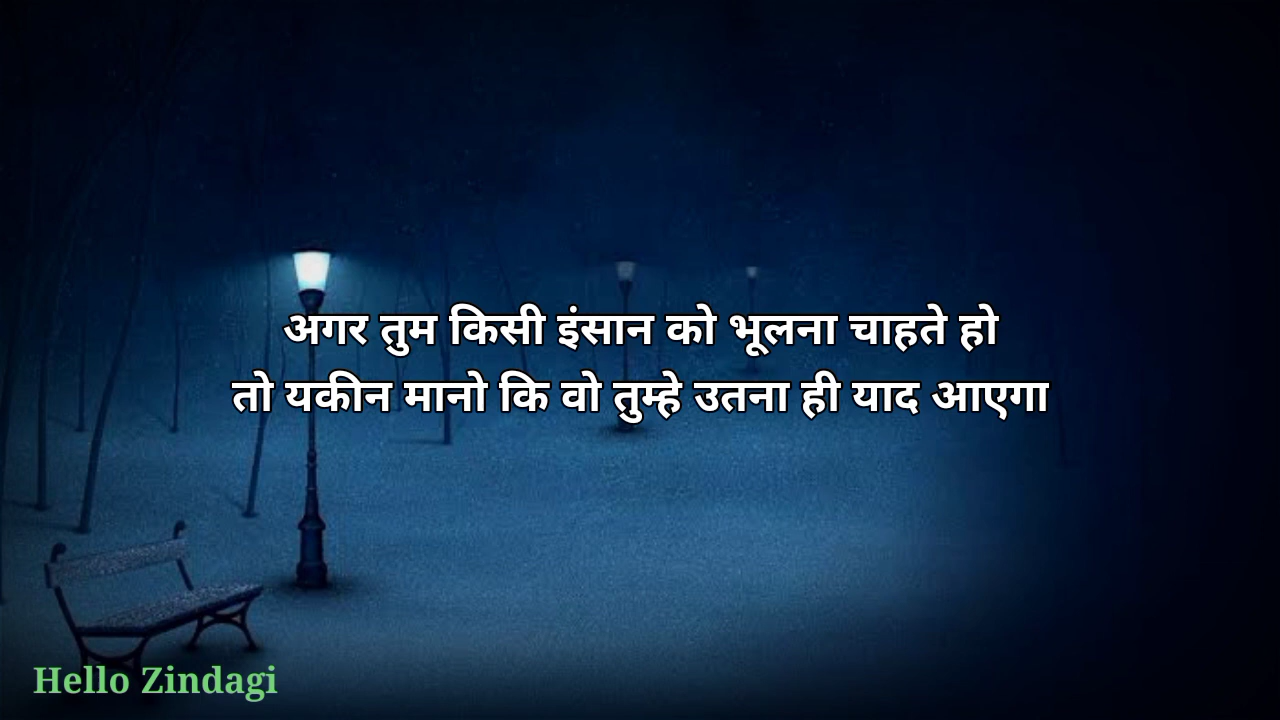 अगर तुम किसी इंसान को भूलना चाहते हो
तो यकीन मानो कि वो तुम्हे उतना ही याद आएगा
Hello Zindagi